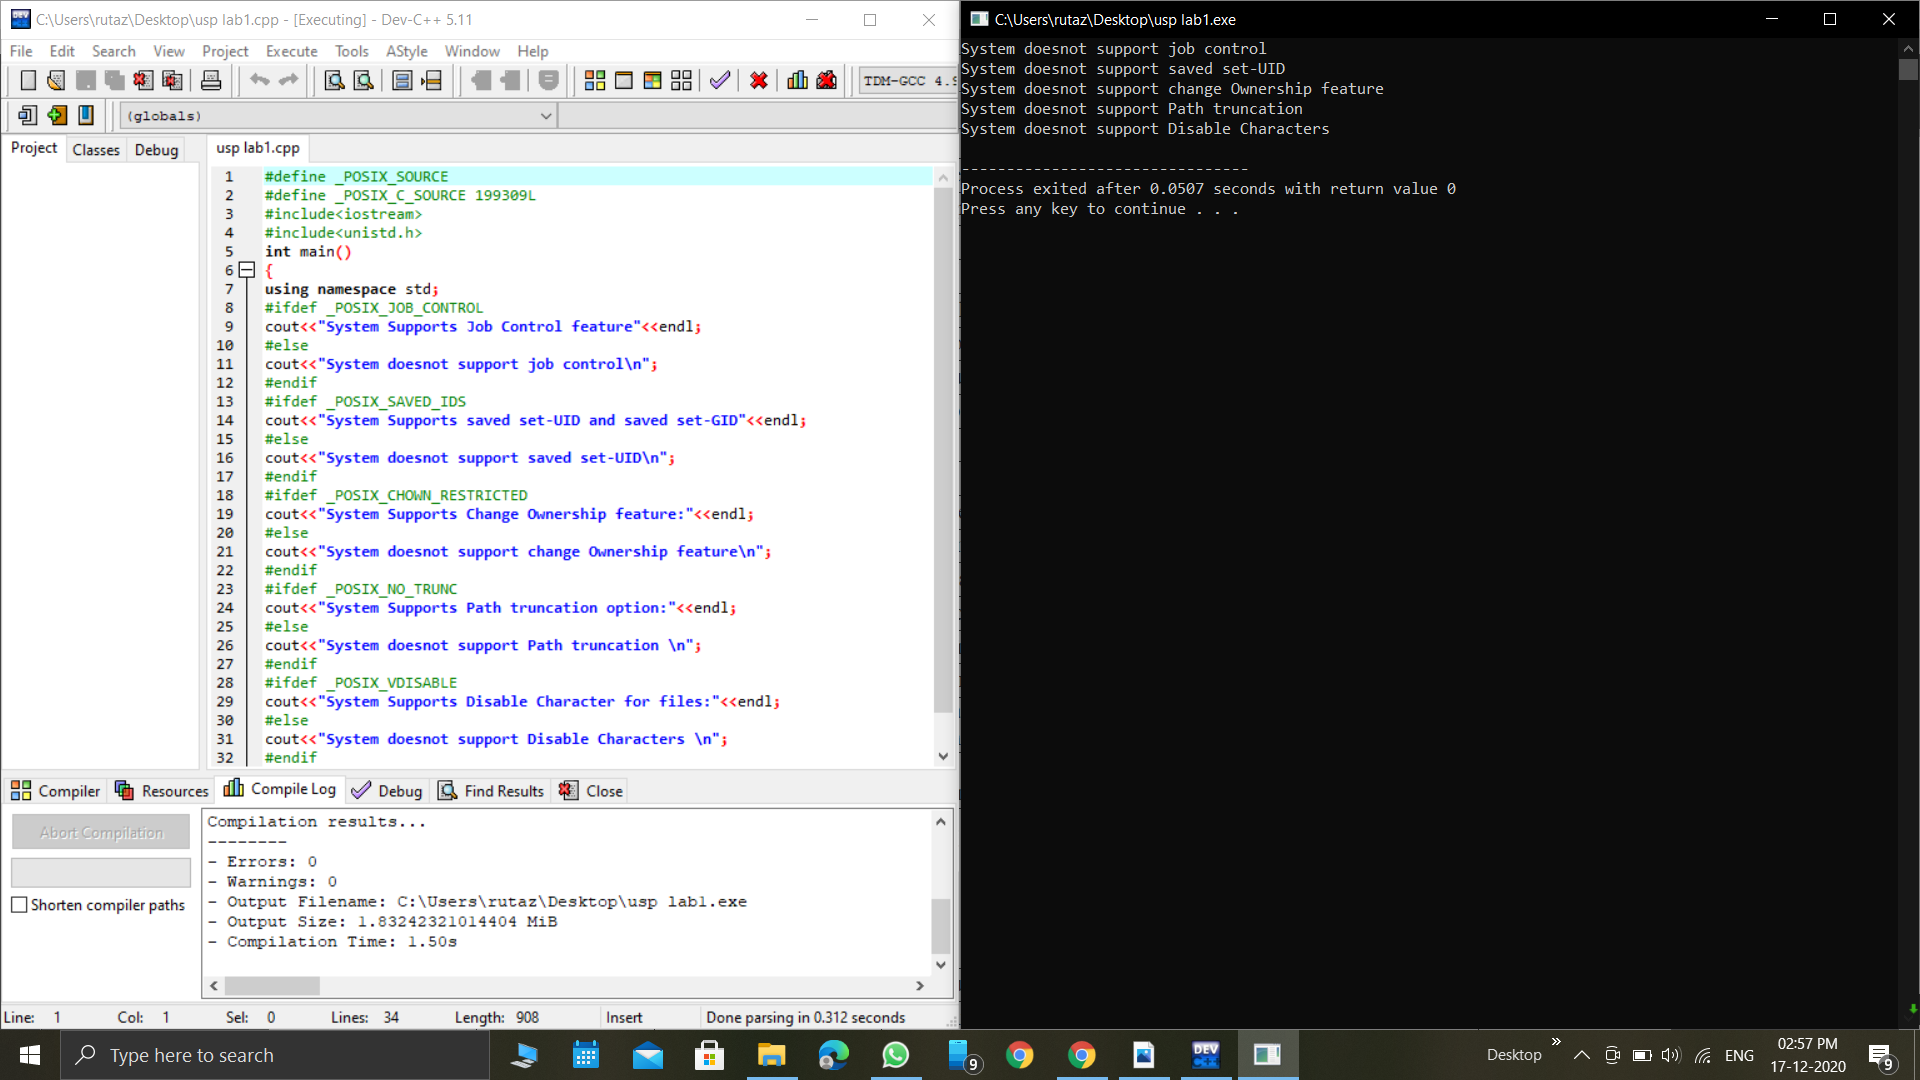 C:\Users\rutaz\Desktop\usp lab1.cpp - [Executing] - Dev-C++ 5.11
File Edit Search View Project Execute Tools AStyle Window Help
TDM-GCC 4.9
(globals)
Project Classes Debug
usp lab1.cpp
1 #define _POSIX_SOURCE
2 #define _POSIX_C_SOURCE 199309L
3 #include<iostream>
4 #include<unistd.h>
5 int main()
6 {
7 using namespace std;
8 #ifdef _POSIX_JOB_CONTROL
9 cout<<"System Supports Job Control feature"<<endl;
10 #else
11 cout<<"System doesnot support job control\n";
12 #endif
13 #ifdef _POSIX_SAVED_IDS
14 cout<<"System Supports saved set-UID and saved set-GID"<<endl;
15 #else
16 cout<<"System doesnot support saved set-UID\n";
17 #endif
18 #ifdef _POSIX_CHOWN_RESTRICTED
19 cout<<"System Supports Change Ownership feature:"<<endl;
20 #else
21 cout<<"System doesnot support change Ownership feature\n";
22 #endif
23 #ifdef _POSIX_NO_TRUNC
24 cout<<"System Supports Path truncation option:"<<endl;
25 #else
26 cout<<"System doesnot support Path truncation \n";
27 #endif
28 #ifdef _POSIX_VDISABLE
29 cout<<"System Supports Disable Character for files:"<<endl;
30 #else
31 cout<<"System doesnot support Disable Characters \n";
32 #endif
Compiler Resources Compile Log Debug Find Results Close
Abort Compilation
Shorten compiler paths
Compilation results...
--------
- Errors: 0
- Warnings: 0
- Output Filename: C:\Users\rutaz\Desktop\usp lab1.exe
- Output Size: 1.83242321014404 MiB
- Compilation Time: 1.50s
Line: 1 Col: 1 Sel: 0 Lines: 34 Length: 908 Insert Done parsing in 0.312 seconds
C:\Users\rutaz\Desktop\usp lab1.exe
System doesnot support job control
System doesnot support saved set-UID
System doesnot support change Ownership feature
System doesnot support Path truncation
System doesnot support Disable Characters
--------------------------------
Process exited after 0.0507 seconds with return value 0
Press any key to continue . . .
Type here to search
9
DEV C++
Desktop
ENG
02:57 PM
17-12-2020
9